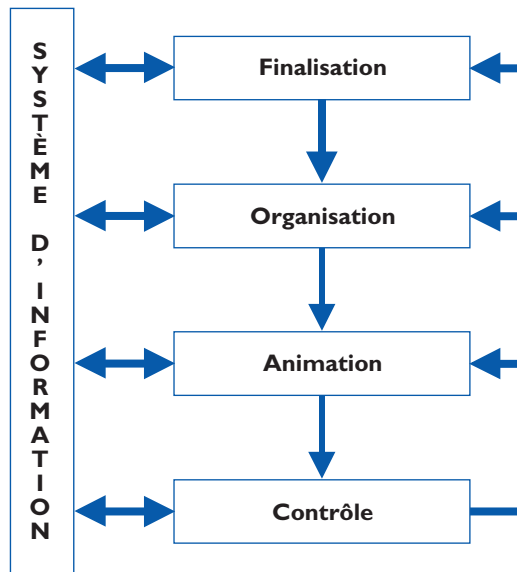 SYSTÈME D'INFORMATION
Finalisation
Organisation
Animation
Contrôle